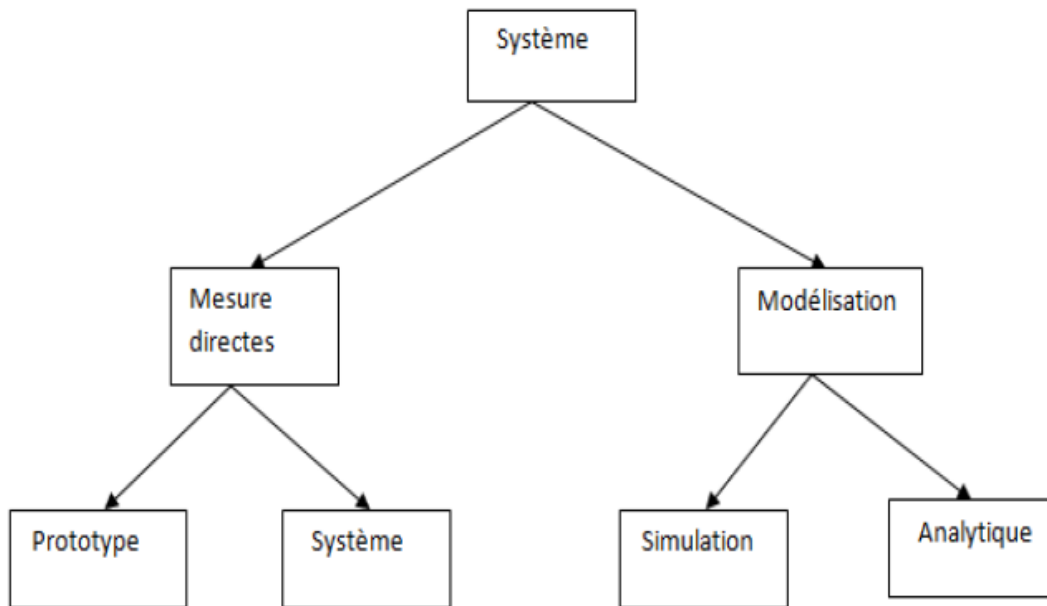 Système
Mesure
directes
Modélisation
Prototype
Système
Simulation
Analytique